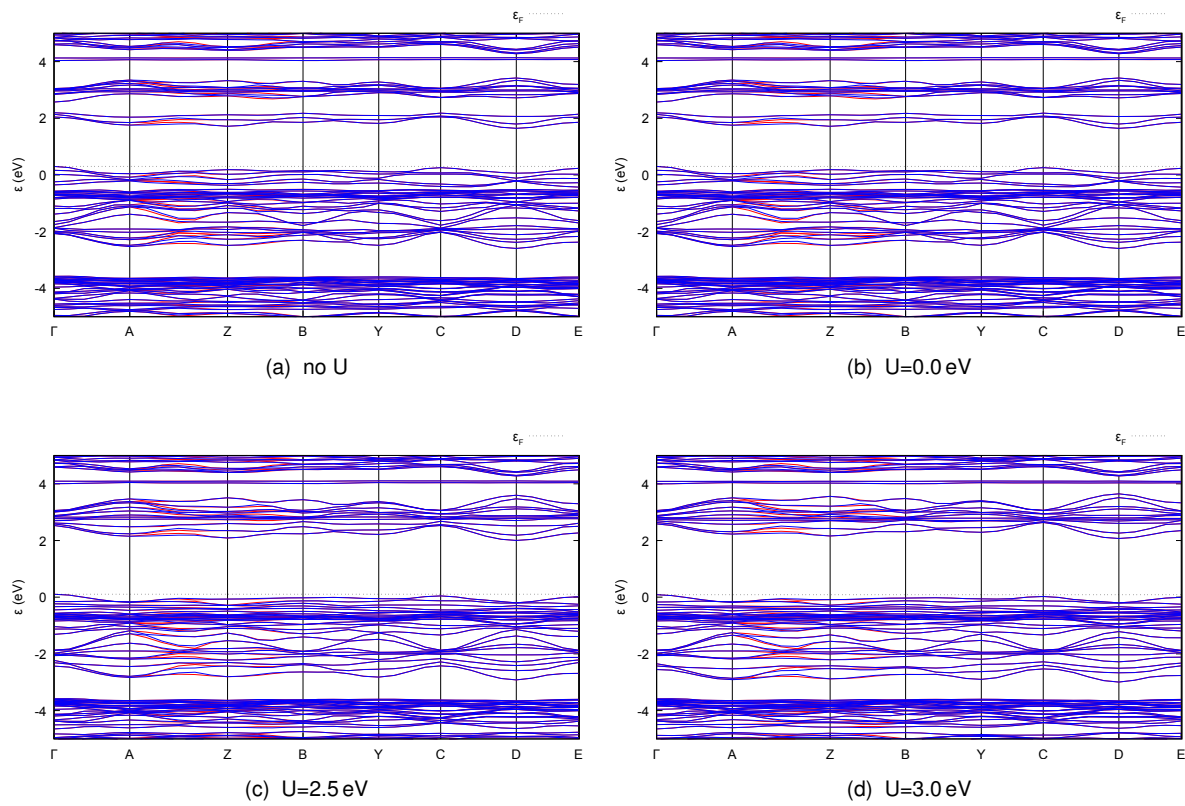 ε_F
ε_F
ε (eV)
4
2
0
-2
-4
Γ A Z B Y C D E
ε (eV)
4
2
0
-2
-4
Γ A Z B Y C D E
(a) no U
(b) U=0.0 eV
ε_F
ε_F
ε (eV)
4
2
0
-2
-4
Γ A Z B Y C D E
ε (eV)
4
2
0
-2
-4
Γ A Z B Y C D E
(c) U=2.5 eV
(d) U=3.0 eV